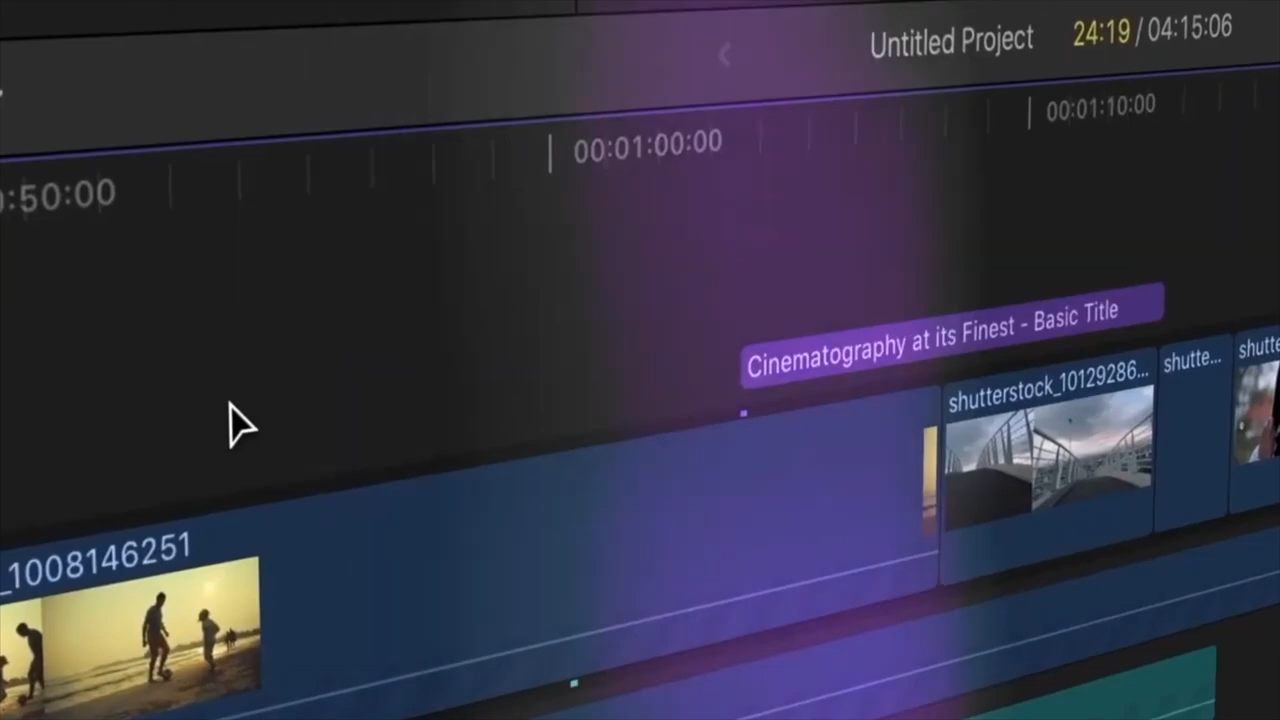 Untitled Project 24:19 / 04:15:06
:50:00 00:01:00:00 00:01:10:00
Cinematography at its Finest - Basic Title
shutterstock_10129286... shutte... shutte
_1008146251